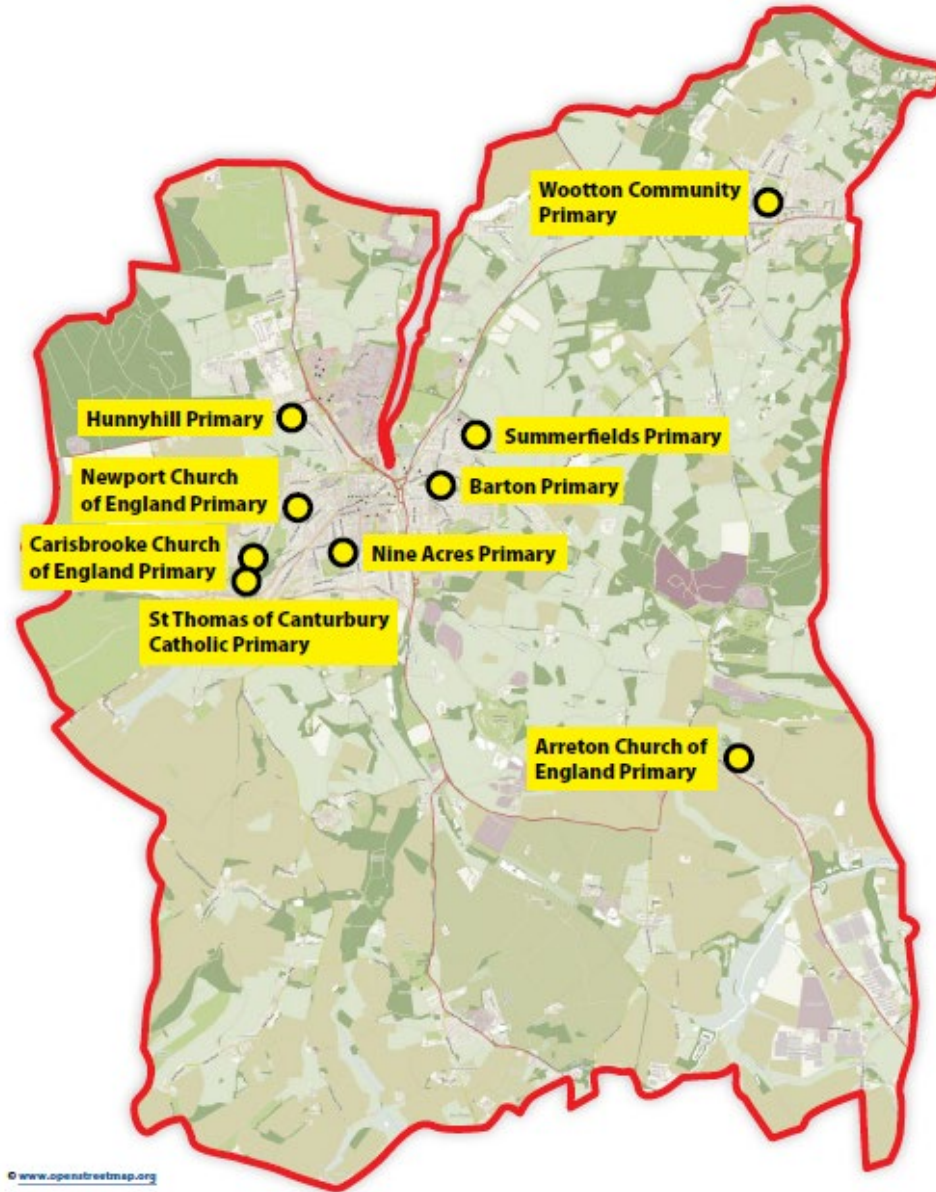 Wootton Community
Primary
Hunnyhill Primary
Summerfields Primary
Newport Church
of England Primary
Barton Primary
Carisbrooke Church
of England Primary
Nine Acres Primary
St Thomas of Canturbury
Catholic Primary
Arreton Church of
England Primary
© www.openstreetmap.org